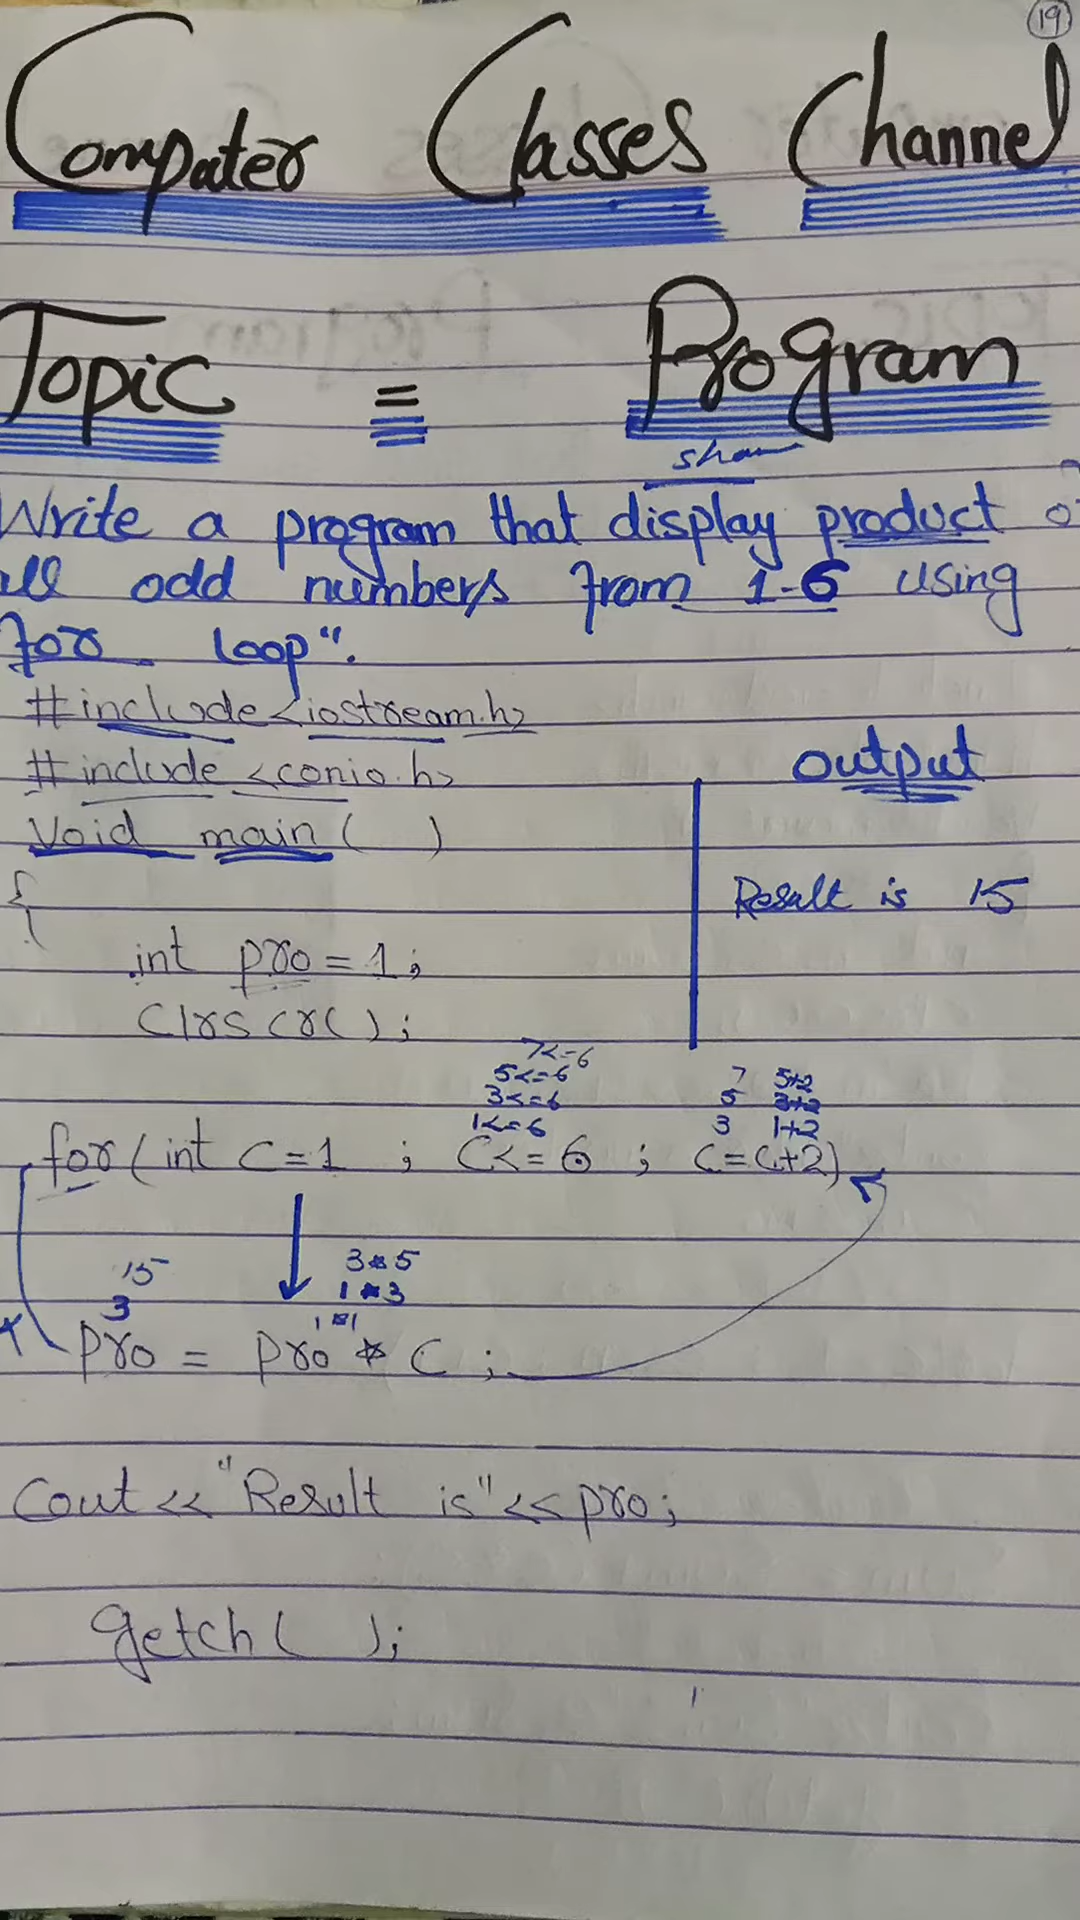 19
Computer Classes Channel
Topic = Program
show
Write a program that display product o
all odd numbers from 1-6 using
for loop".
#include<iostream.h>
#include <conio.h>
Void main( )
{
output
Result is 15
int pro=1;
Clrscr();
7<=6
5<=6
3<=6
1<=6
7 5+2
5 3+2
3 1+2
for(int C=1 ; C<=6 ; C=C+2)
15
3
3*5
1*3
1*1
pro = pro * C ;
Cout<<"Result is"<<pro;
getch( );